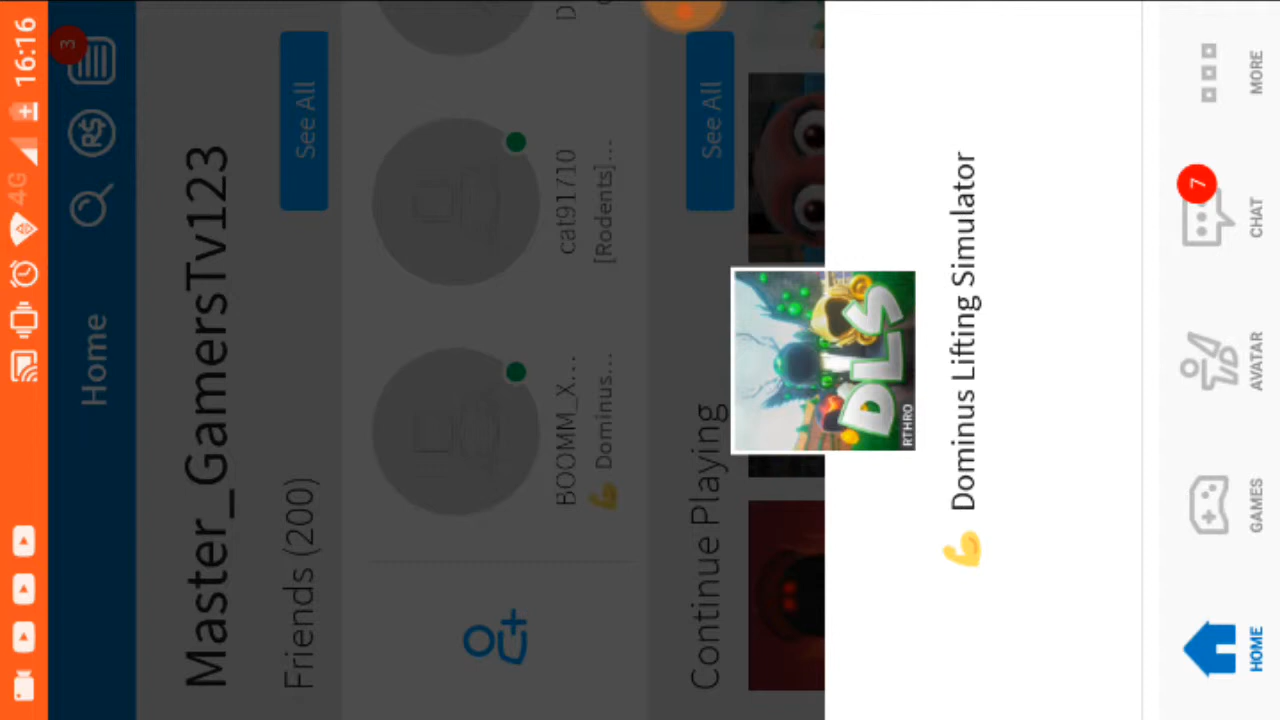 16:16
4G
Home
R$
3
Master_GamersTv123
Friends (200)
See All
BOOMM_X...
💪 Dominus...
cat91710
[Rodents]...
D
Continue Playing
See All
DLS
RTHRO
💪 Dominus Lifting Simulator
HOME
GAMES
AVATAR
CHAT
7
MORE